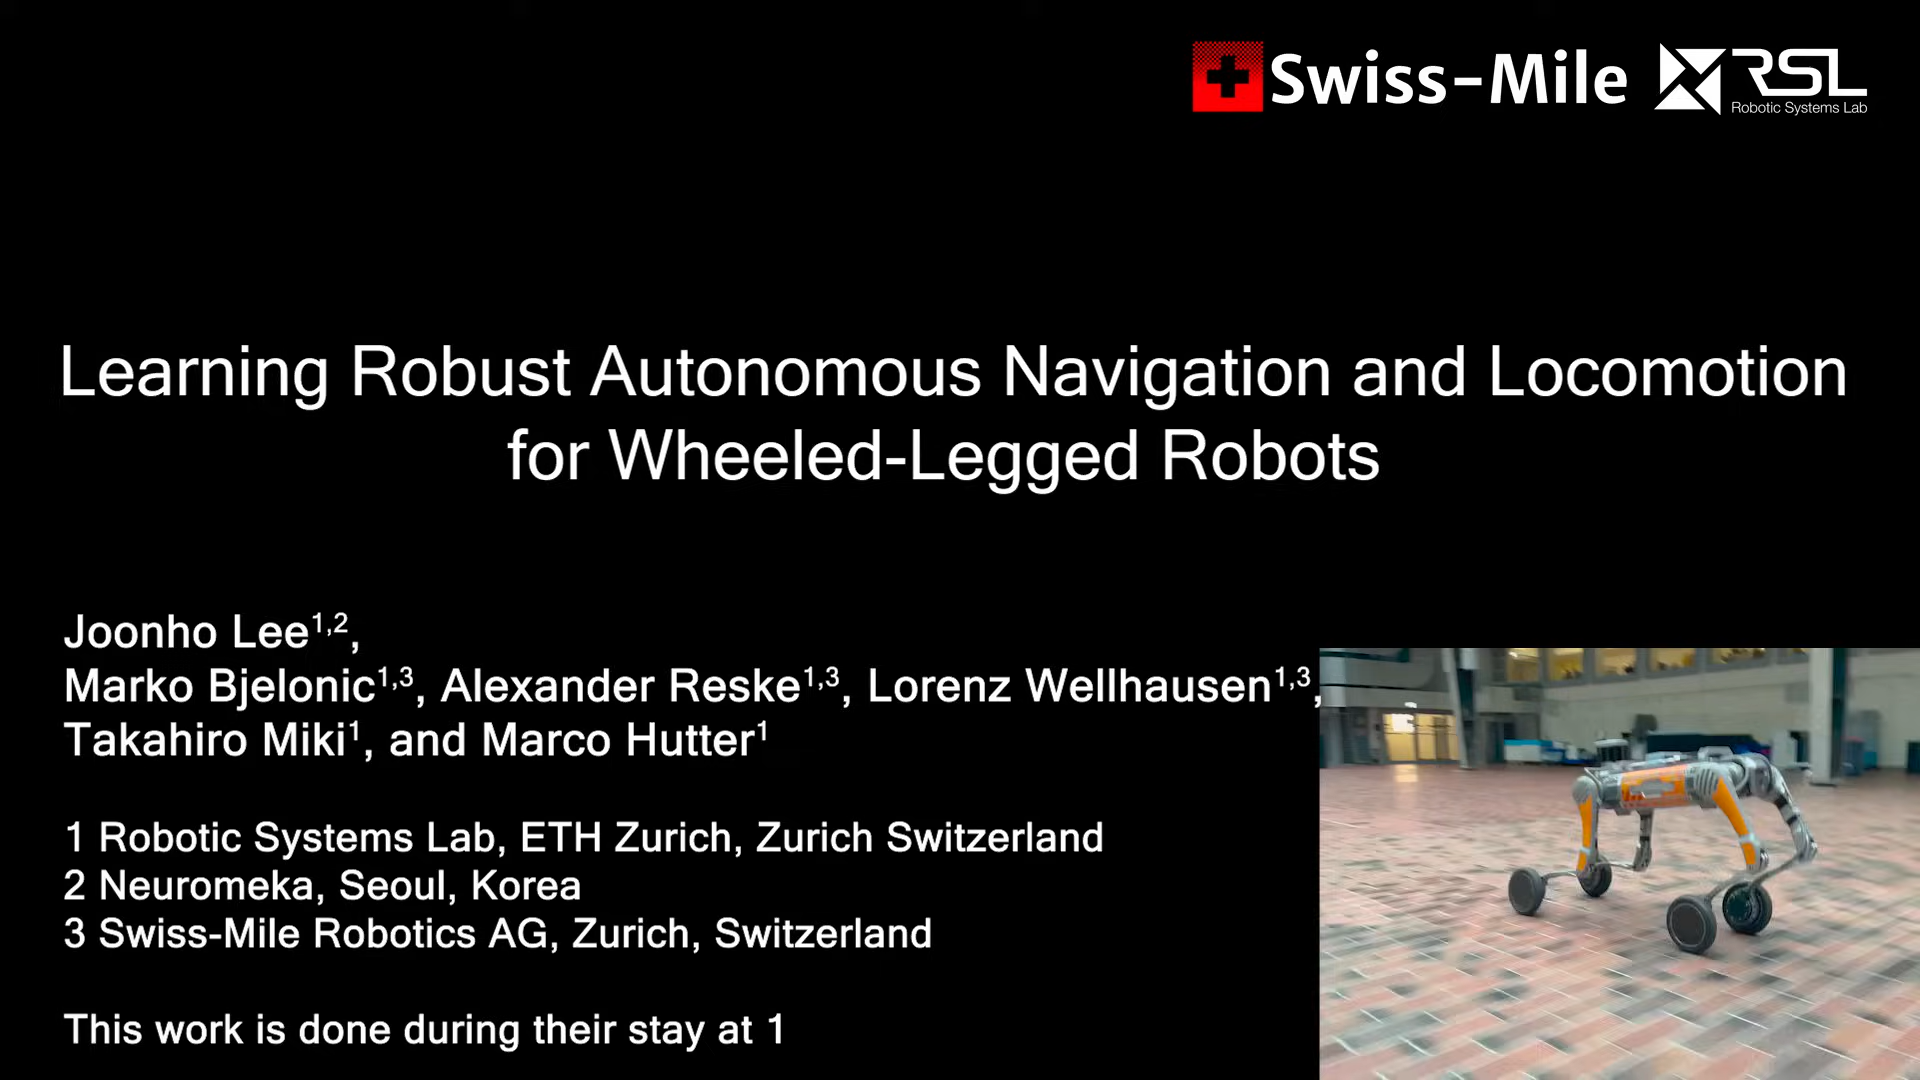 Swiss-Mile RSL
Robotic Systems Lab
Learning Robust Autonomous Navigation and Locomotion
for Wheeled-Legged Robots
Joonho Lee1,2,
Marko Bjelonic1,3, Alexander Reske1,3, Lorenz Wellhausen1,3,
Takahiro Miki1, and Marco Hutter1
1 Robotic Systems Lab, ETH Zurich, Zurich Switzerland
2 Neuromeka, Seoul, Korea
3 Swiss-Mile Robotics AG, Zurich, Switzerland
This work is done during their stay at 1